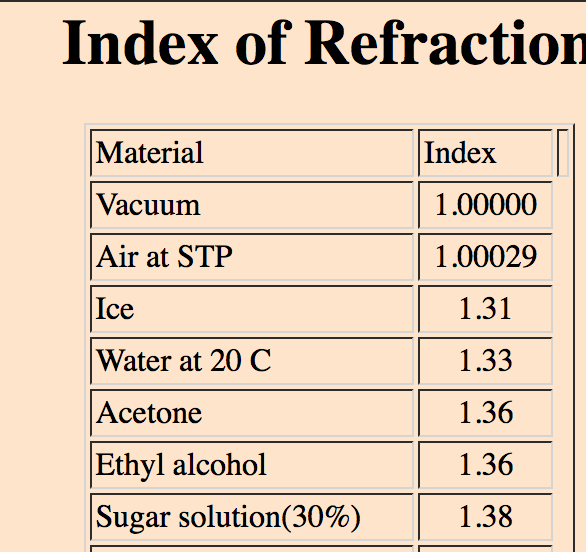 Index of Refraction
Material Index
Vacuum 1.00000
Air at STP 1.00029
Ice 1.31
Water at 20 C 1.33
Acetone 1.36
Ethyl alcohol 1.36
Sugar solution(30%) 1.38